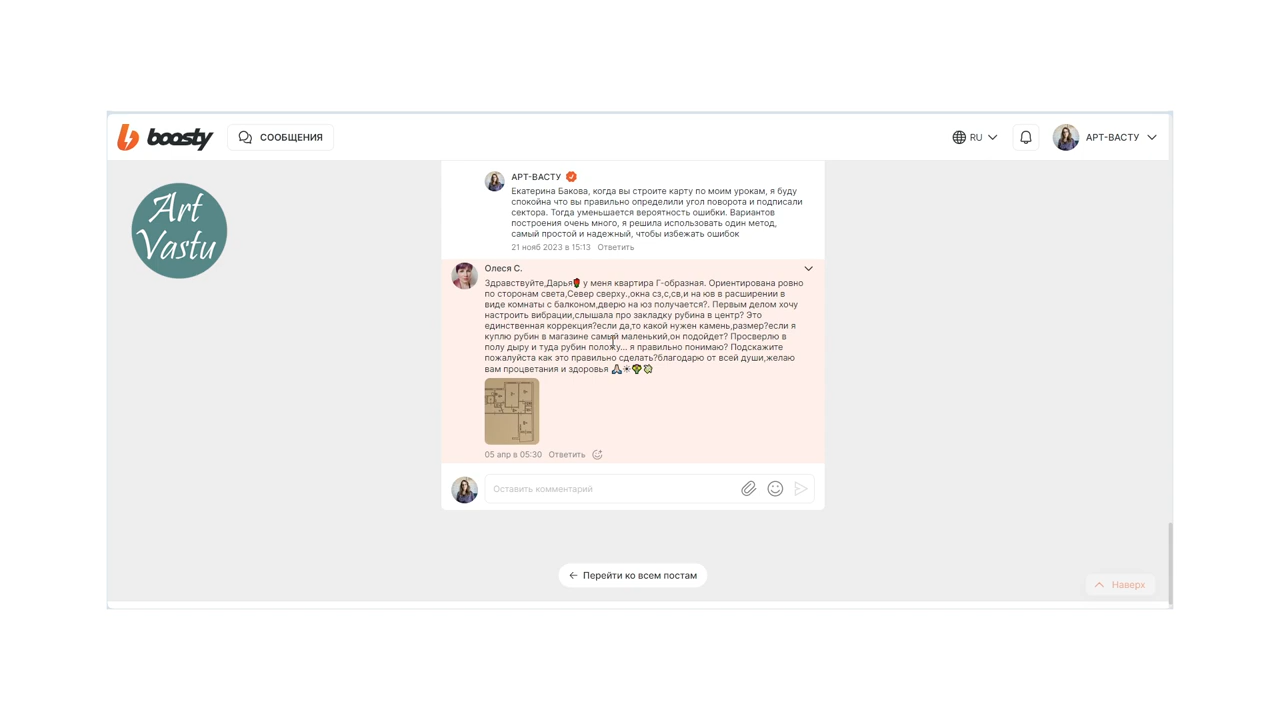 boosty
СООБЩЕНИЯ
RU
АРТ-ВАСТУ
Art
Vastu
АРТ-ВАСТУ
Екатерина Бакова, когда вы строите карту по моим урокам, я буду
спокойна что вы правильно определили угол поворота и подписали
сектора. Тогда уменьшается вероятность ошибки. Вариантов
построения очень много, я решила использовать один метод,
самый простой и надежный, чтобы избежать ошибок
21 нояб 2023 в 15:13 Ответить
Олеся С.
Здравствуйте,Дарья🌹 у меня квартира Г-образная. Ориентирована ровно
по сторонам света,Север сверху.,окна сз,с,св,и на юв в расширении в
виде комнаты с балконом,дверю на юз получается?. Первым делом хочу
настроить вибрации,слышала про закладку рубина в центр? Это
единственная коррекция?если да,то какой нужен камень,размер?если я
куплю рубин в магазине самый маленький,он подойдет? Просверлю в
полу дыру и туда рубин положу... я правильно понимаю? Подскажите
пожалуйста как это правильно сделать?благодарю от всей души,желаю
вам процветания и здоровья 🙏☀💐
05 апр в 05:30 Ответить
Оставить комментарий
Перейти ко всем постам
Наверх